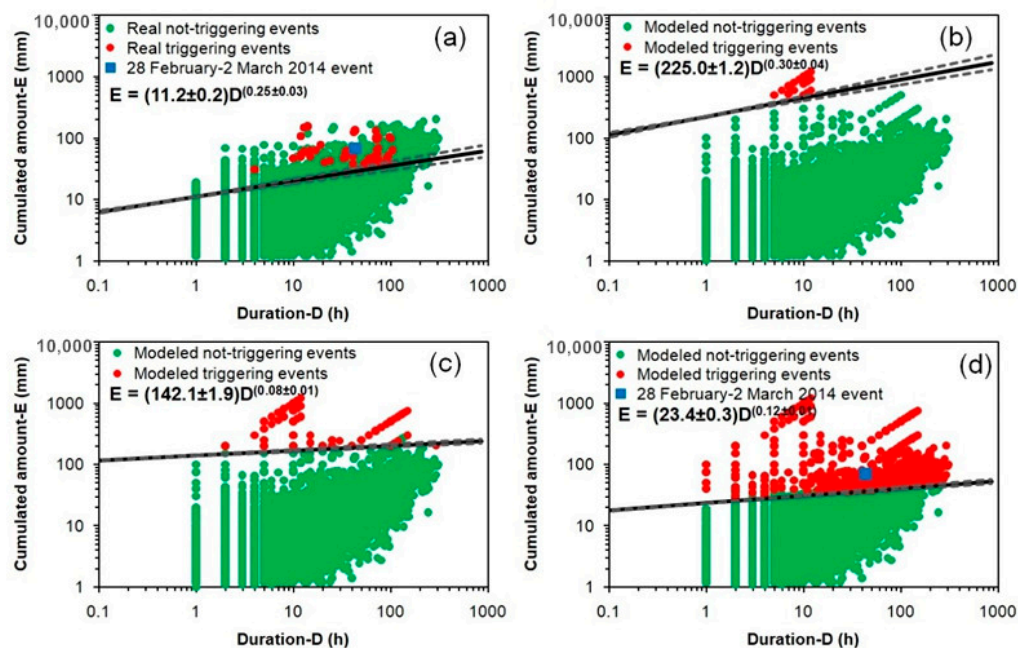 10,000
1000
100
10
1
Cumulated amount-E (mm)
(a)
Real not-triggering events
Real triggering events
28 February-2 March 2014 event
E = (11.2±0.2)D(0.25±0.03)
0.1 1 10 100 1000
Duration-D (h)
10,000
1000
100
10
1
Cumulated amount-E (mm)
(b)
Modeled not-triggering events
Modeled triggering events
E = (225.0±1.2)D(0.30±0.04)
0.1 1 10 100 1000
Duration-D (h)
10,000
1000
100
10
1
Cumulated amount-E (mm)
(c)
Modeled not-triggering events
Modeled triggering events
E = (142.1±1.9)D(0.08±0.01)
0.1 1 10 100 1000
Duration-D (h)
10,000
1000
100
10
1
Cumulated amount-E (mm)
(d)
Modeled not-triggering events
Modeled triggering events
28 February-2 March 2014 event
E = (23.4±0.3)D(0.12±0.01)
0.1 1 10 100 1000
Duration-D (h)